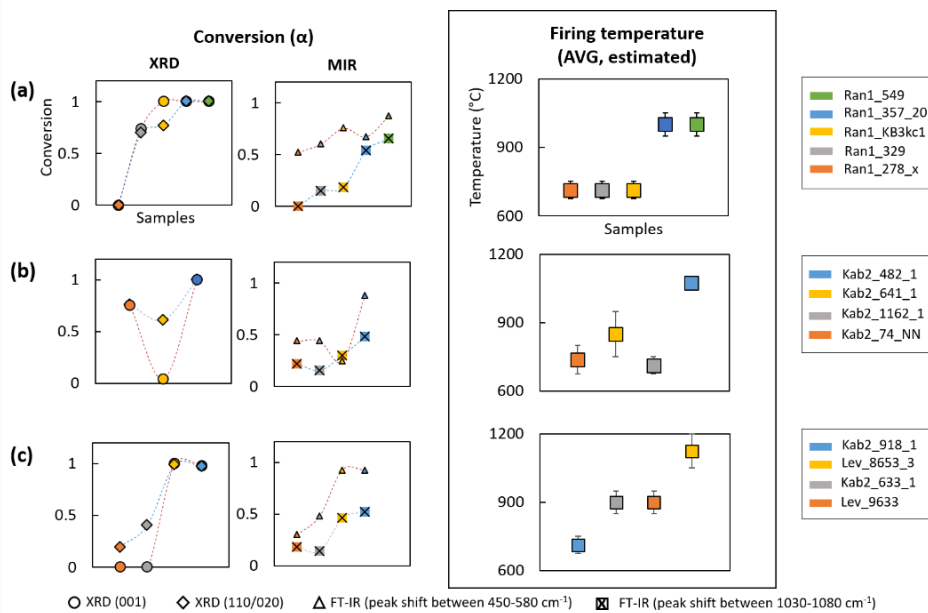 Conversion (α)
XRD
MIR
Firing temperature
(AVG, estimated)
(a)
Conversion
1
0.5
0
Samples
1
0.5
0
Temperature (°C)
1200
900
600
Samples
Ran1_549
Ran1_357_20
Ran1_KB3kc1
Ran1_329
Ran1_278_x
(b)
1
0.5
0
1
0.5
0
1200
900
600
Kab2_482_1
Kab2_641_1
Kab2_1162_1
Kab2_74_NN
(c)
1
0.5
0
1
0.5
0
1200
900
600
Kab2_918_1
Lev_8653_3
Kab2_633_1
Lev_9633
XRD (001) XRD (110/020) FT-IR (peak shift between 450-580 cm⁻¹) FT-IR (peak shift between 1030-1080 cm⁻¹)